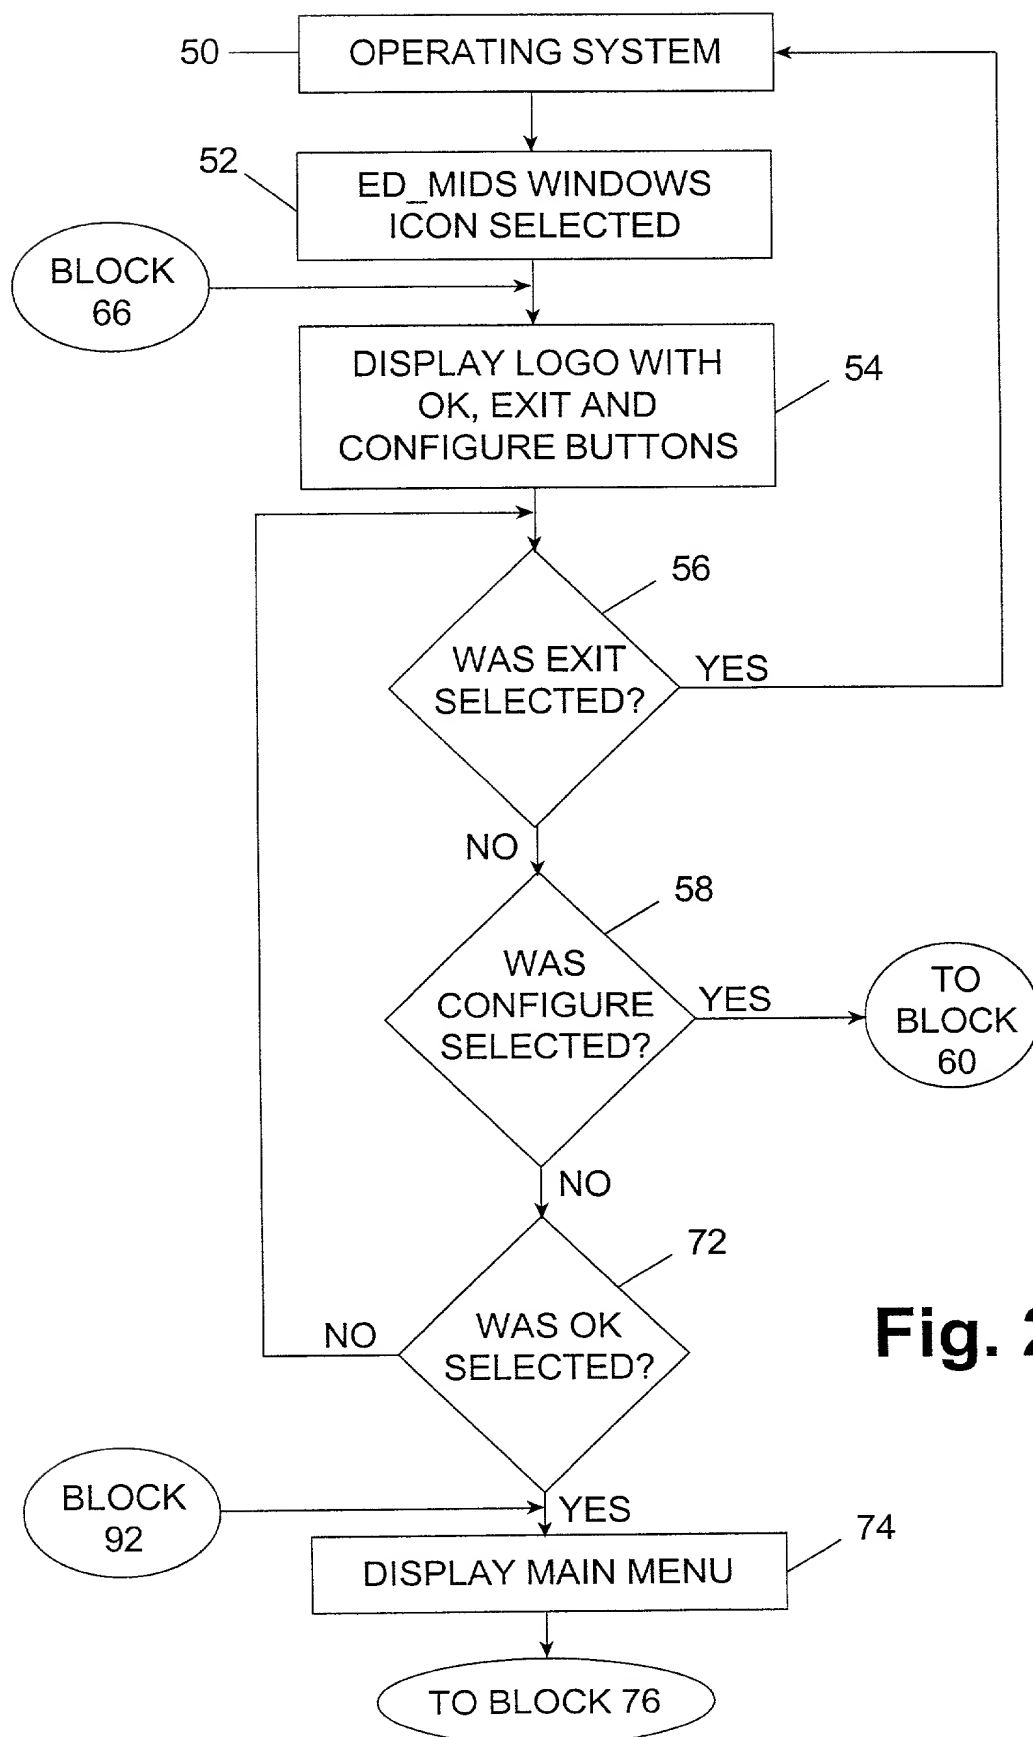 50
OPERATING SYSTEM
52
ED_MIDS WINDOWS
ICON SELECTED
BLOCK
66
DISPLAY LOGO WITH
OK, EXIT AND
CONFIGURE BUTTONS
54
56
WAS EXIT
SELECTED?
YES
NO
58
WAS
CONFIGURE
SELECTED?
YES
TO
BLOCK
60
NO
72
WAS OK
SELECTED?
NO
Fig. 2
BLOCK
92
YES
74
DISPLAY MAIN MENU
TO BLOCK 76